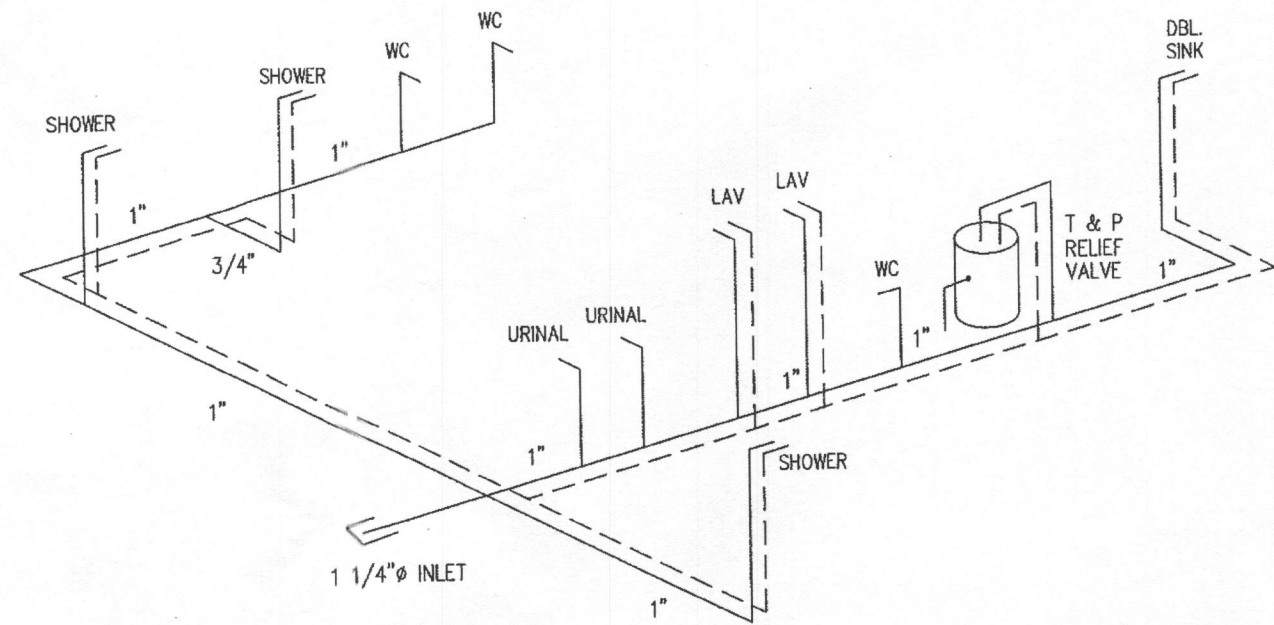 WC
DBL.
SINK
WC
SHOWER
SHOWER
1"
LAV
LAV
1"
T & P
RELIEF
VALVE
3/4"
WC
1"
URINAL
URINAL
1"
1"
1"
1"
SHOWER
1 1/4"ø INLET
1"